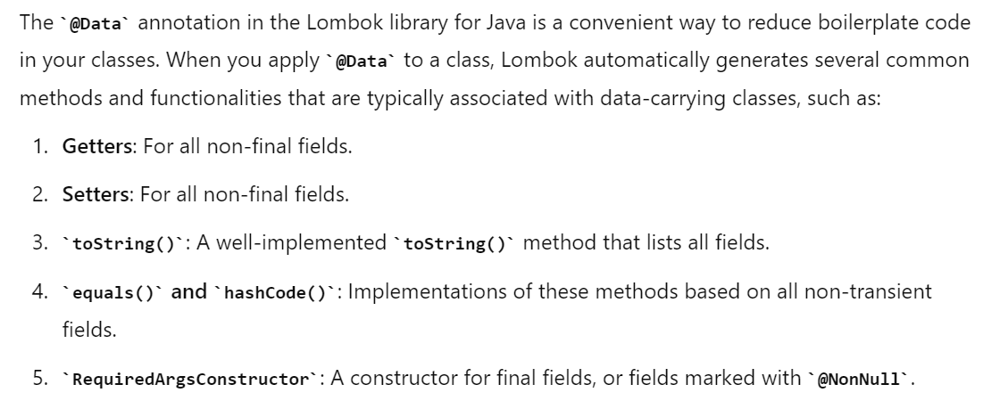 The `@Data` annotation in the Lombok library for Java is a convenient way to reduce boilerplate code
in your classes. When you apply `@Data` to a class, Lombok automatically generates several common
methods and functionalities that are typically associated with data-carrying classes, such as:
1. Getters: For all non-final fields.
2. Setters: For all non-final fields.
3. `toString()`: A well-implemented `toString()` method that lists all fields.
4. `equals()` and `hashCode()`: Implementations of these methods based on all non-transient
fields.
5. `RequiredArgsConstructor`: A constructor for final fields, or fields marked with `@NonNull`.